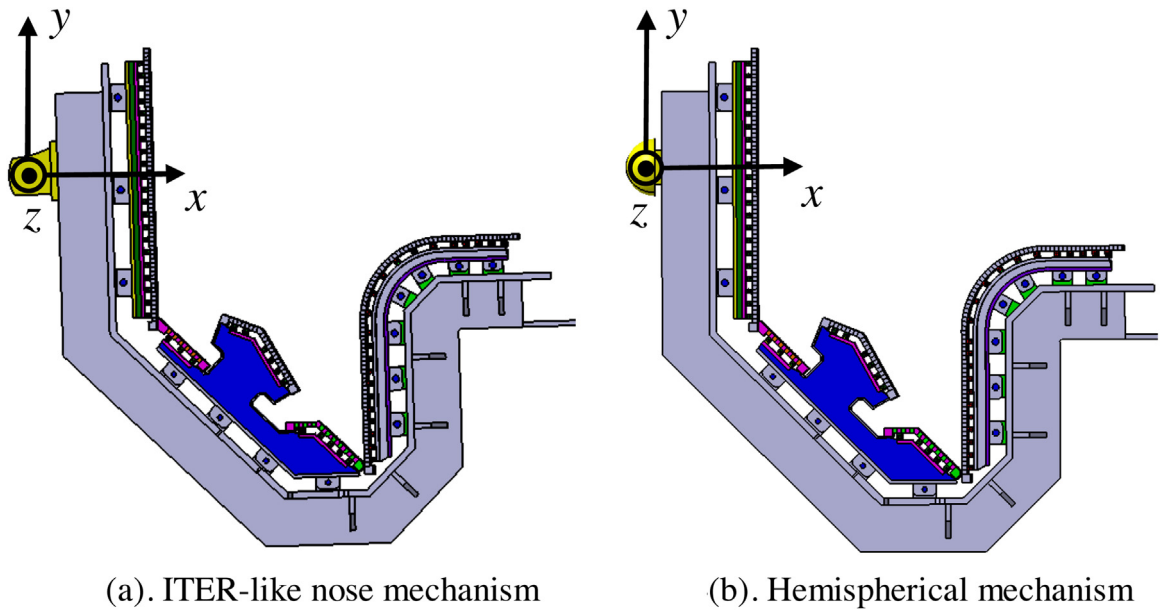 y
y
x
x
z
z
(a). ITER-like nose mechanism
(b). Hemispherical mechanism